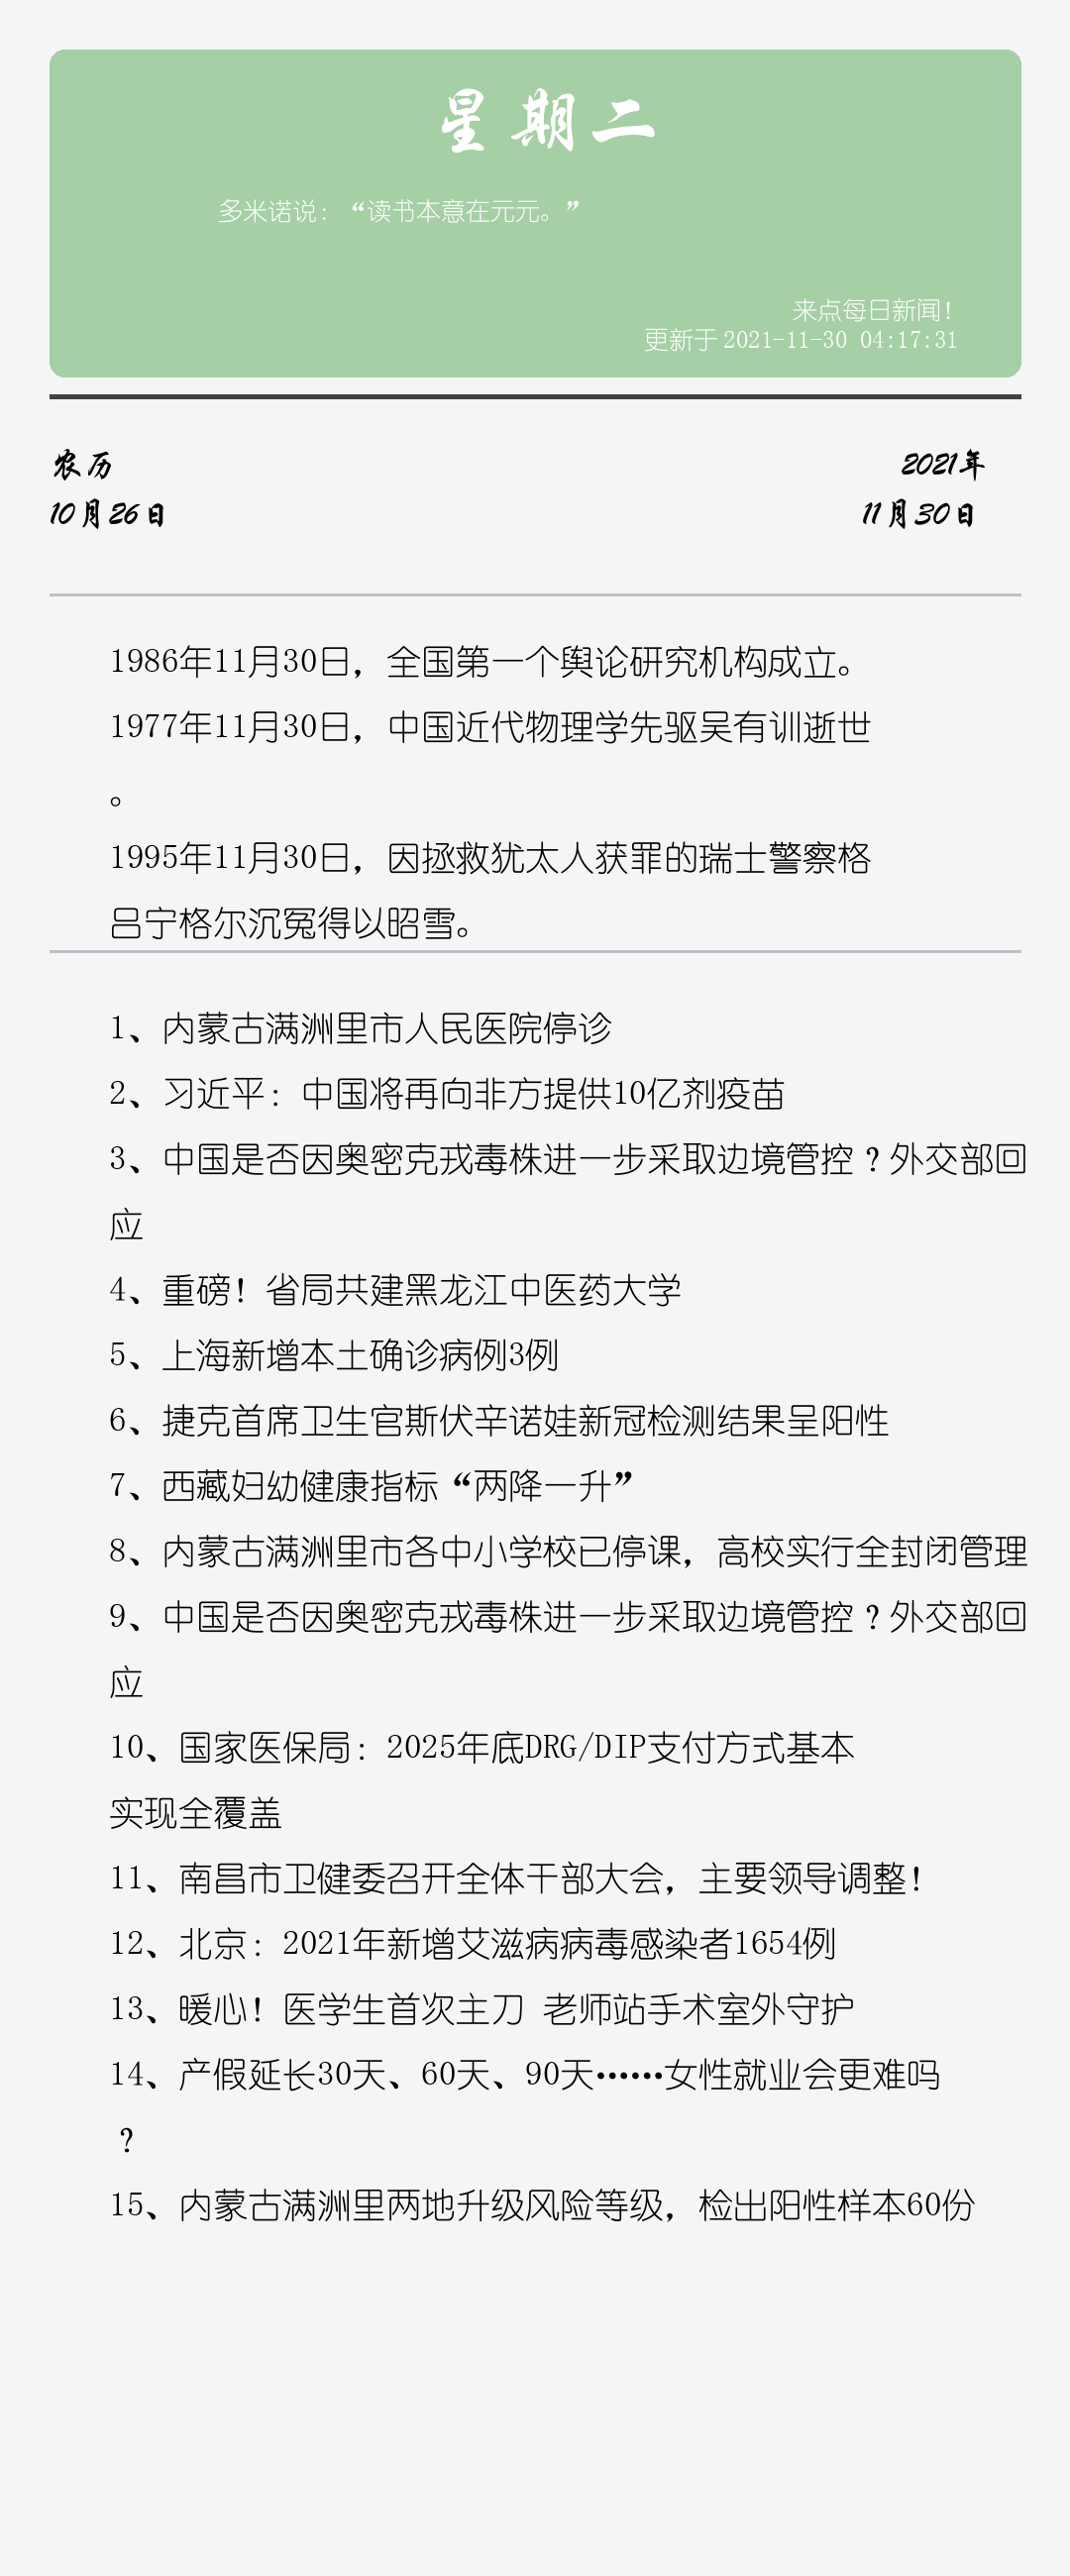 星期二
多米诺说：“读书本意在元元。”
来点每日新闻！
更新于 2021-11-30 04:17:31
农历
10月26日
2021年
11月30日
1986年11月30日，全国第一个舆论研究机构成立。
1977年11月30日，中国近代物理学先驱吴有训逝世
。
1995年11月30日，因拯救犹太人获罪的瑞士警察格
吕宁格尔沉冤得以昭雪。
1、内蒙古满洲里市人民医院停诊
2、习近平：中国将再向非方提供10亿剂疫苗
3、中国是否因奥密克戎毒株进一步采取边境管控？外交部回
应
4、重磅！省局共建黑龙江中医药大学
5、上海新增本土确诊病例3例
6、捷克首席卫生官斯伏辛诺娃新冠检测结果呈阳性
7、西藏妇幼健康指标“两降一升”
8、内蒙古满洲里市各中小学校已停课，高校实行全封闭管理
9、中国是否因奥密克戎毒株进一步采取边境管控？外交部回
应
10、国家医保局：2025年底DRG/DIP支付方式基本
实现全覆盖
11、南昌市卫健委召开全体干部大会，主要领导调整！
12、北京：2021年新增艾滋病病毒感染者1654例
13、暖心！医学生首次主刀 老师站手术室外守护
14、产假延长30天、60天、90天……女性就业会更难吗
？
15、内蒙古满洲里两地升级风险等级，检出阳性样本60份